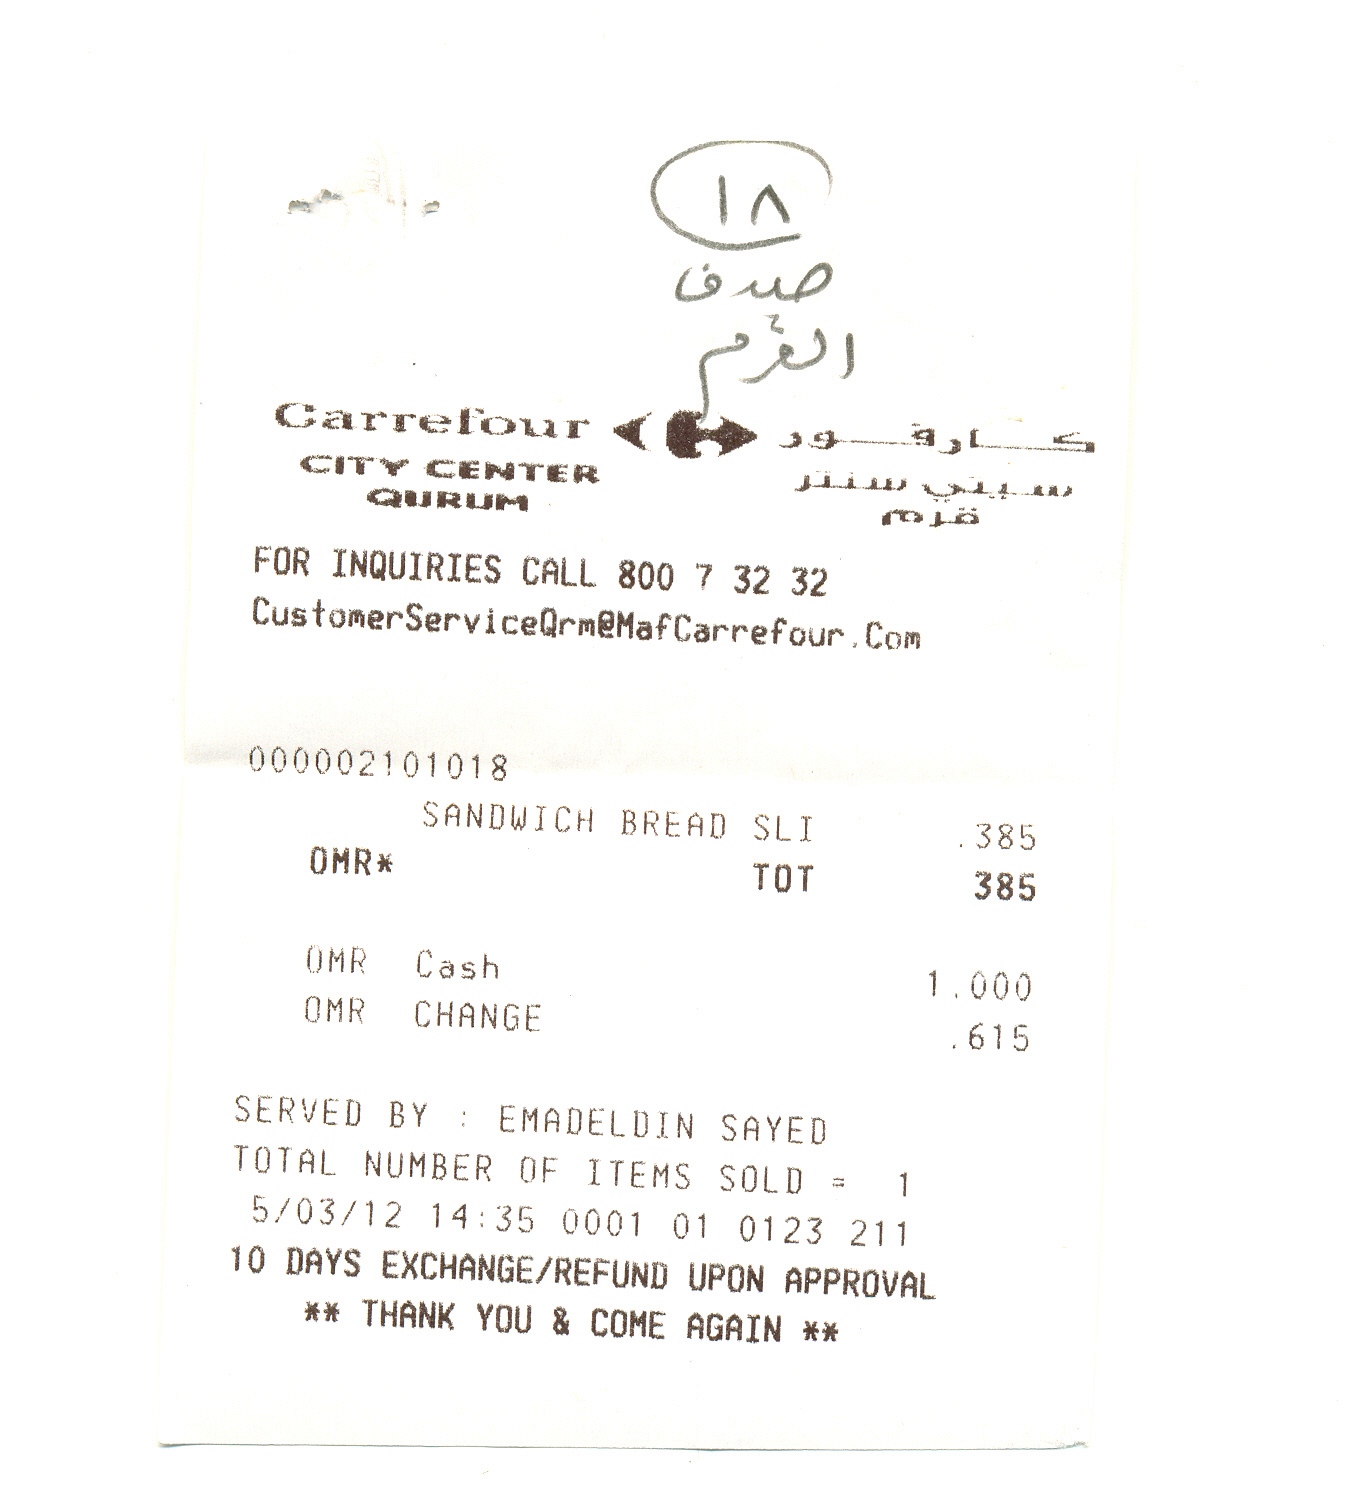 ١٨
صدف
القرم
Carrefour كارفور
CITY CENTER سيتي سنتر
QURUM قرم
FOR INQUIRIES CALL 800 7 32 32
CustomerServiceQrm@MafCarrefour.Com
000002101018
SANDWICH BREAD SLI .385
OMR* TOT 385
OMR Cash 1.000
OMR CHANGE .615
SERVED BY : EMADELDIN SAYED
TOTAL NUMBER OF ITEMS SOLD = 1
5/03/12 14:35 0001 01 0123 211
10 DAYS EXCHANGE/REFUND UPON APPROVAL
** THANK YOU & COME AGAIN **